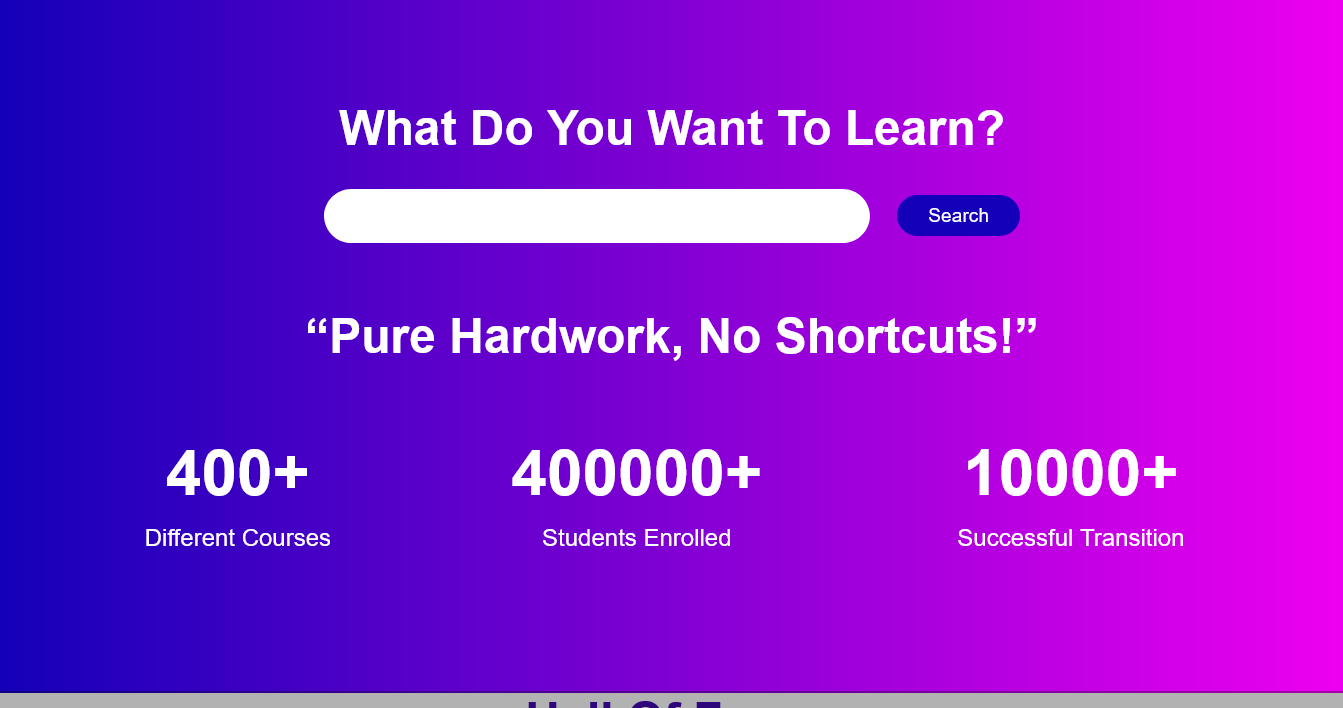 What Do You Want To Learn?
Search
“Pure Hardwork, No Shortcuts!”
400+ 400000+ 10000+
Different Courses Students Enrolled Successful Transition